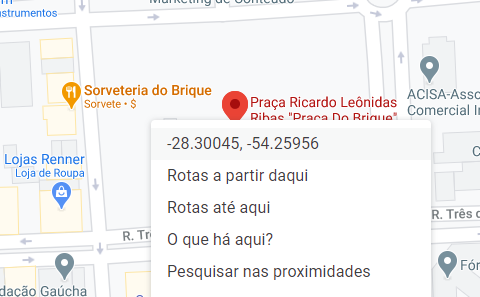 Marketing de Conteúdo
nstrumentos
Sorveteria do Brique
Sorvete • $
Praça Ricardo Leônidas
Ribas "Praça Do Brique"
ACISA-Asso
Comercial In
-28.30045, -54.25956
Lojas Renner
Loja de Roupa
Rotas a partir daqui
Rotas até aqui
R. Três
R. Três d
O que há aqui?
Fór
Pesquisar nas proximidades
dação Gaúcha